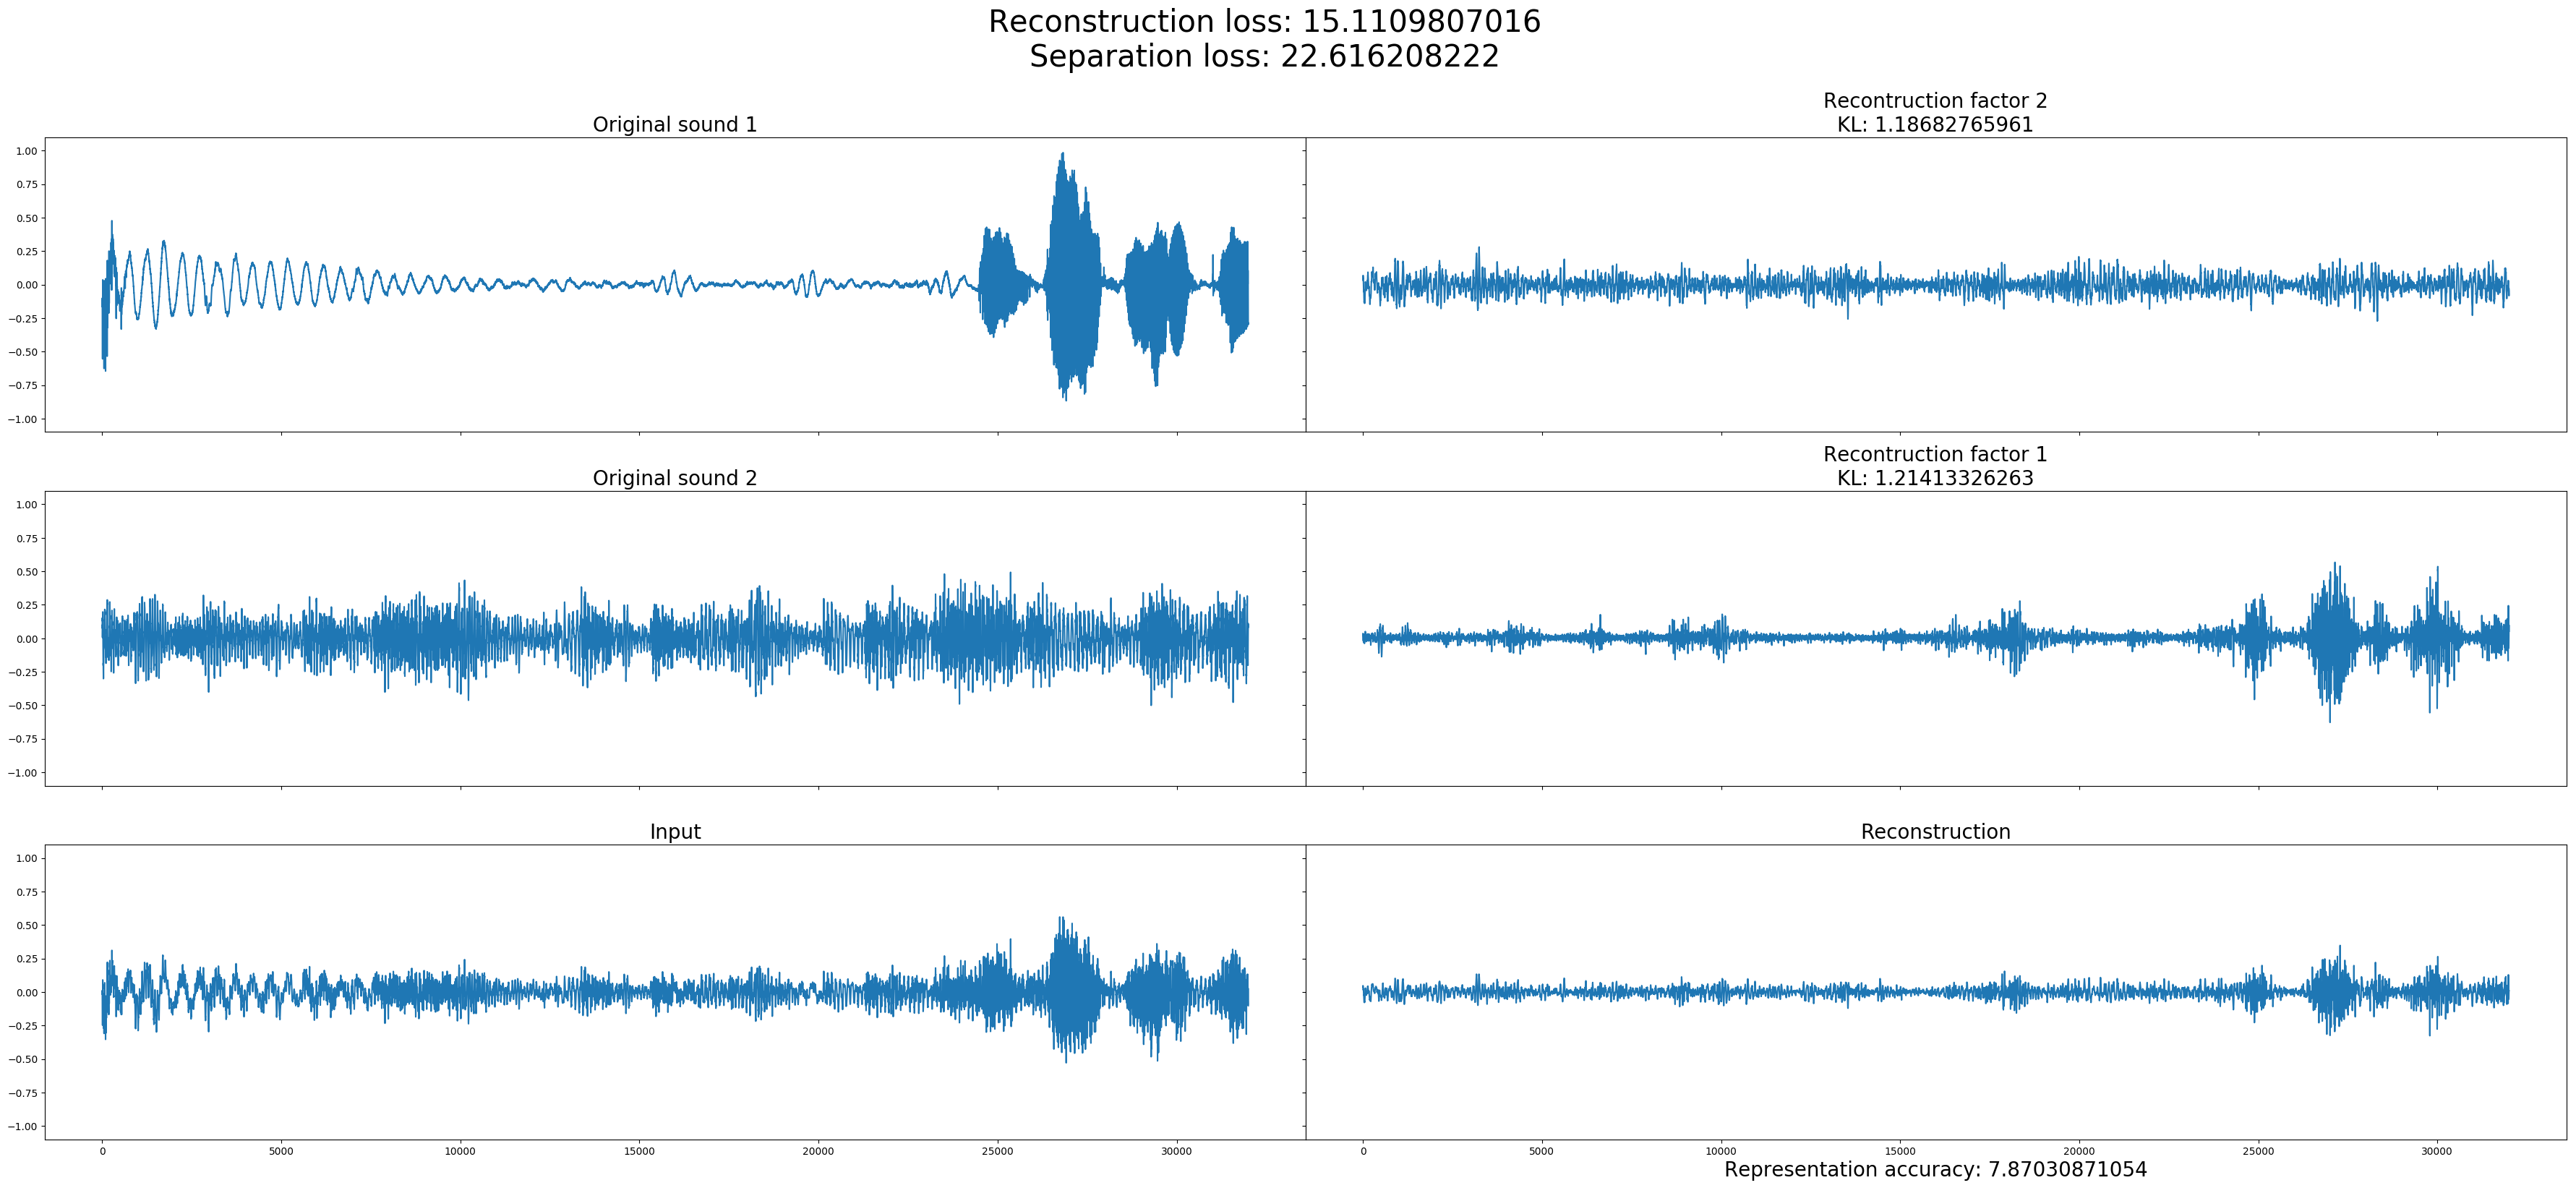 Reconstruction loss: 15.1109807016
Separation loss: 22.616208222
Original sound 1
Recontruction factor 2
KL: 1.18682765961
1.00
0.75
0.50
0.25
0.00
−0.25
−0.50
−0.75
−1.00
Original sound 2
Recontruction factor 1
KL: 1.21413326263
1.00
0.75
0.50
0.25
0.00
−0.25
−0.50
−0.75
−1.00
Input
Reconstruction
1.00
0.75
0.50
0.25
0.00
−0.25
−0.50
−0.75
−1.00
0 5000 10000 15000 20000 25000 30000
0 5000 10000 15000 20000 25000 30000
Representation accuracy: 7.87030871054